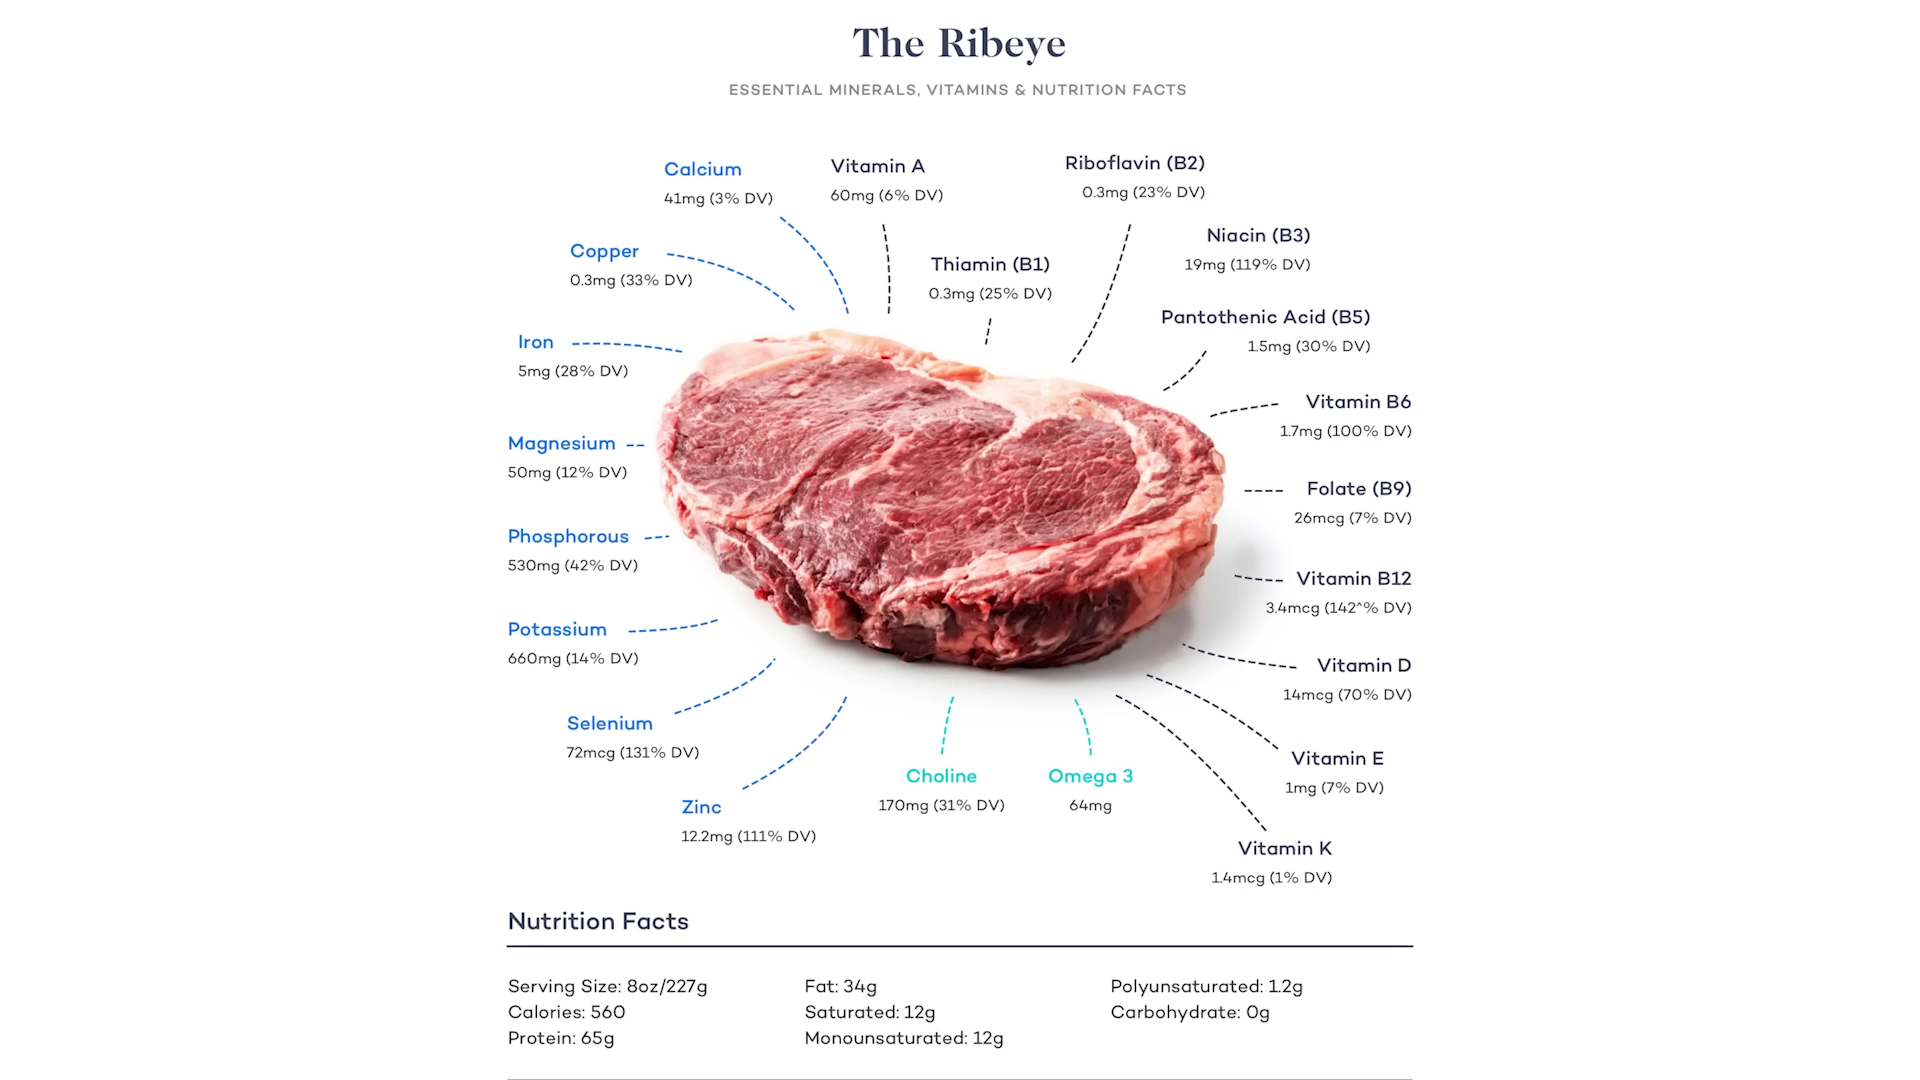 The Ribeye
ESSENTIAL MINERALS, VITAMINS & NUTRITION FACTS
Calcium
41mg (3% DV)
Vitamin A
60mg (6% DV)
Riboflavin (B2)
0.3mg (23% DV)
Copper
0.3mg (33% DV)
Thiamin (B1)
0.3mg (25% DV)
Niacin (B3)
19mg (119% DV)
Iron
5mg (28% DV)
Pantothenic Acid (B5)
1.5mg (30% DV)
Magnesium
50mg (12% DV)
Vitamin B6
1.7mg (100% DV)
Phosphorous
530mg (42% DV)
Folate (B9)
26mcg (7% DV)
Potassium
660mg (14% DV)
Vitamin B12
3.4mcg (142^% DV)
Selenium
72mcg (131% DV)
Vitamin D
14mcg (70% DV)
Zinc
12.2mg (111% DV)
Choline
170mg (31% DV)
Omega 3
64mg
Vitamin E
1mg (7% DV)
Vitamin K
1.4mcg (1% DV)
Nutrition Facts
Serving Size: 8oz/227g
Calories: 560
Protein: 65g
Fat: 34g
Saturated: 12g
Monounsaturated: 12g
Polyunsaturated: 1.2g
Carbohydrate: 0g